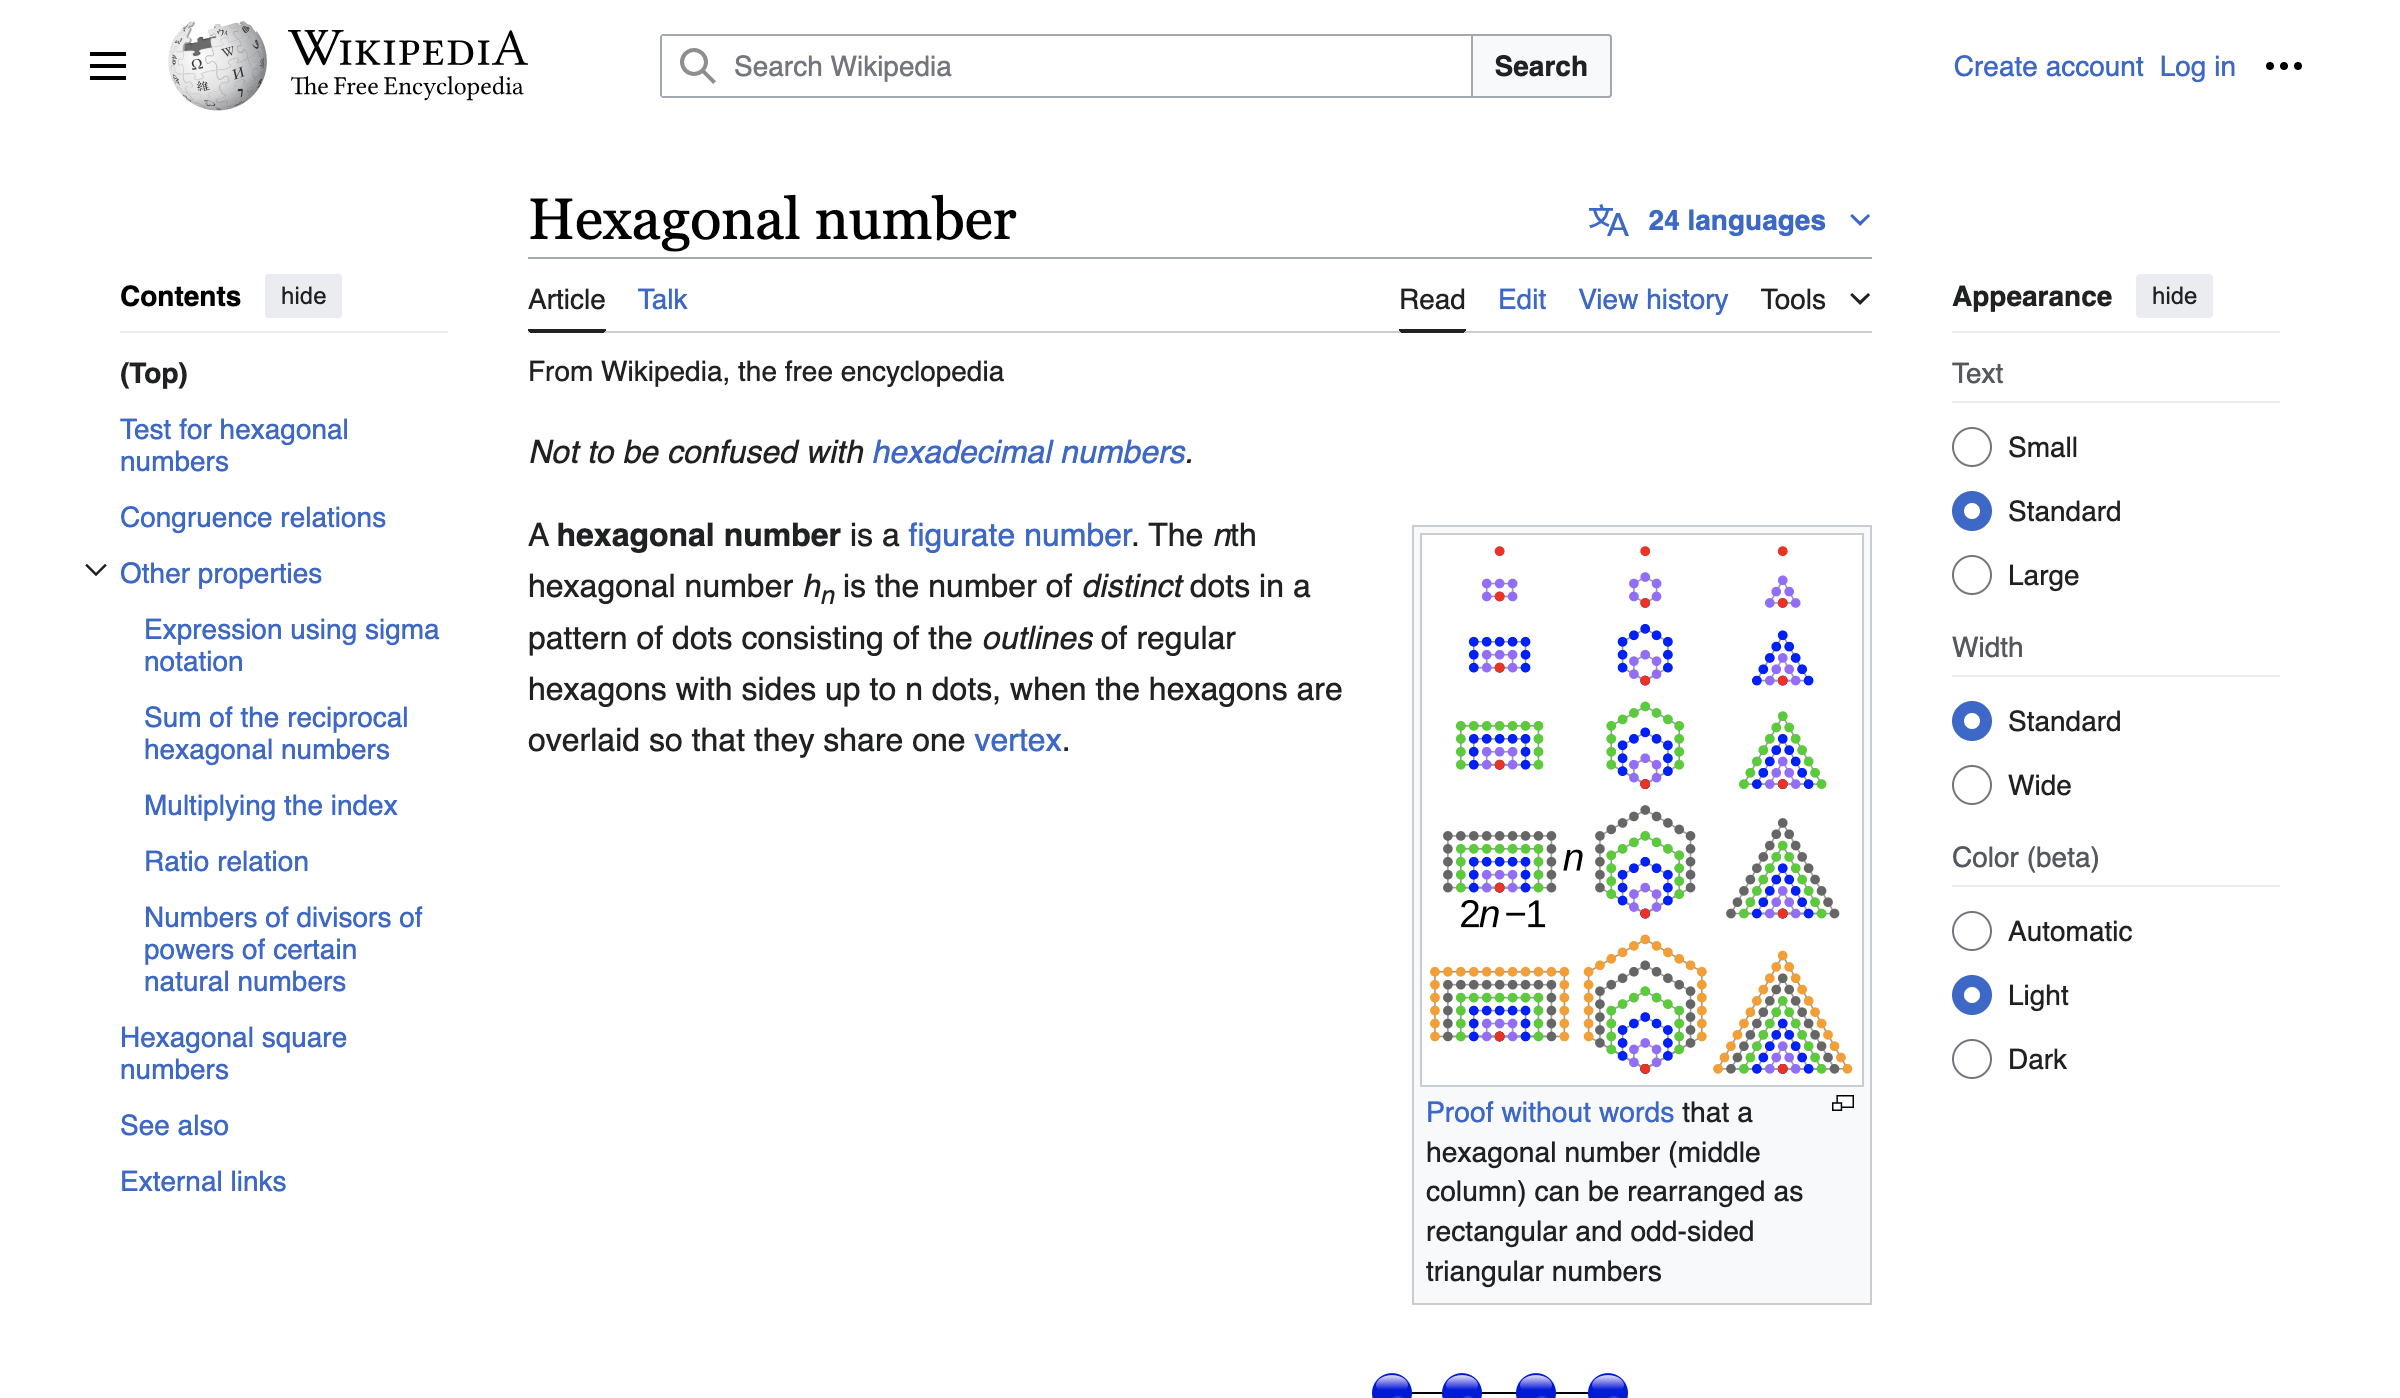 WIKIPEDIA
The Free Encyclopedia
Search Wikipedia
Search
Create account Log in
Hexagonal number
24 languages
Contents hide
Article Talk
Read Edit View history Tools
Appearance hide
From Wikipedia, the free encyclopedia
(Top)
Test for hexagonal
numbers
Congruence relations
Other properties
Expression using sigma
notation
Sum of the reciprocal
hexagonal numbers
Multiplying the index
Ratio relation
Numbers of divisors of
powers of certain
natural numbers
Hexagonal square
numbers
See also
External links
Not to be confused with hexadecimal numbers.
A hexagonal number is a figurate number. The nth
hexagonal number hn is the number of distinct dots in a
pattern of dots consisting of the outlines of regular
hexagons with sides up to n dots, when the hexagons are
overlaid so that they share one vertex.
n
2n−1
Proof without words that a
hexagonal number (middle
column) can be rearranged as
rectangular and odd-sided
triangular numbers
Text
Small
Standard
Large
Width
Standard
Wide
Color (beta)
Automatic
Light
Dark